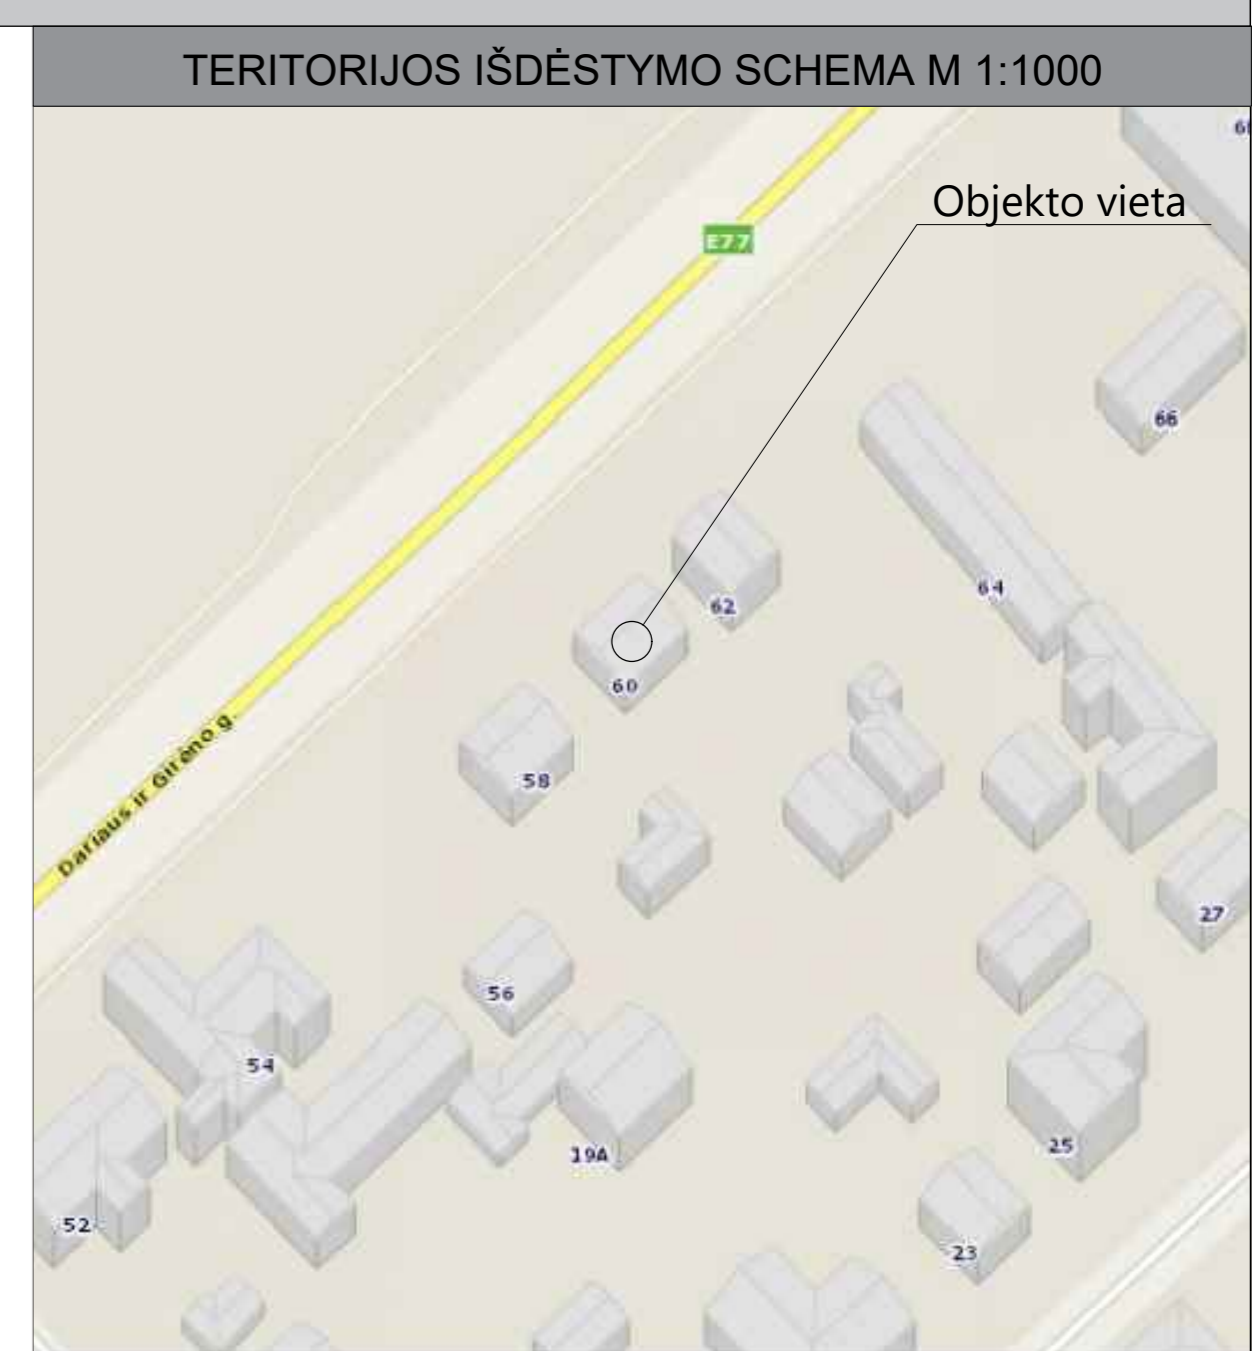 TERITORIJOS IŠDĖSTYMO SCHEMA M 1:1000
Objekto vieta
E77
66
64
62
60
58
Dariaus ir Girėno g.
27
56
54
19A
25
52
23